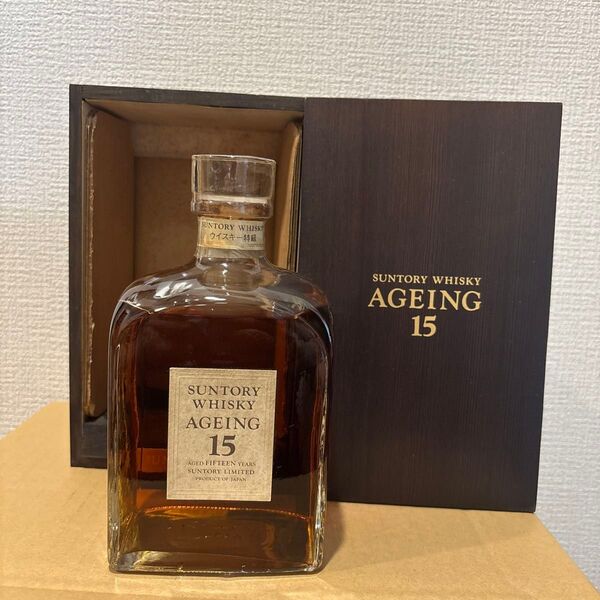 SUNTORY WHISKY
ウイスキー特級
SUNTORY
WHISKY
AGEING
15
AGED FIFTEEN YEARS
SUNTORY LIMITED
PRODUCT OF JAPAN
SUNTORY WHISKY
AGEING
15